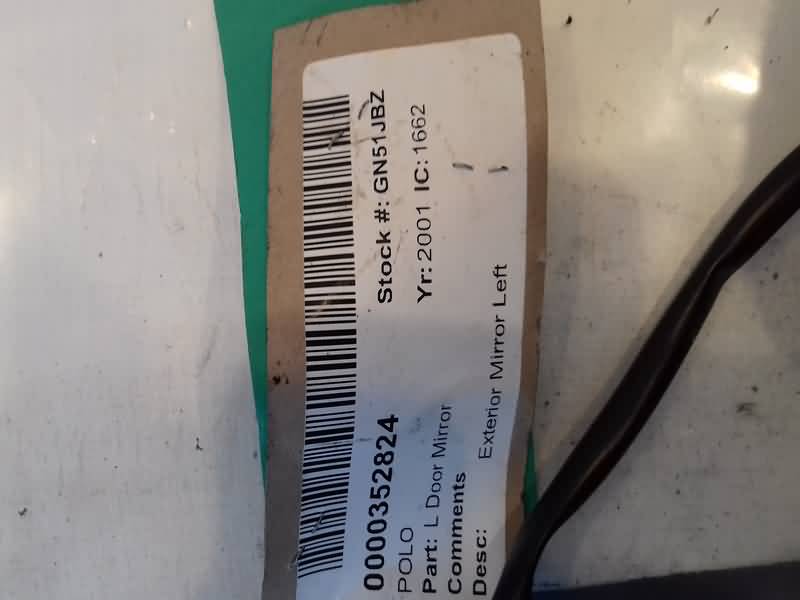 0000352824 Stock #: GN51JBZ
POLO Yr: 2001 IC: 1662
Part: L Door Mirror
Comments
Desc: Exterior Mirror Left